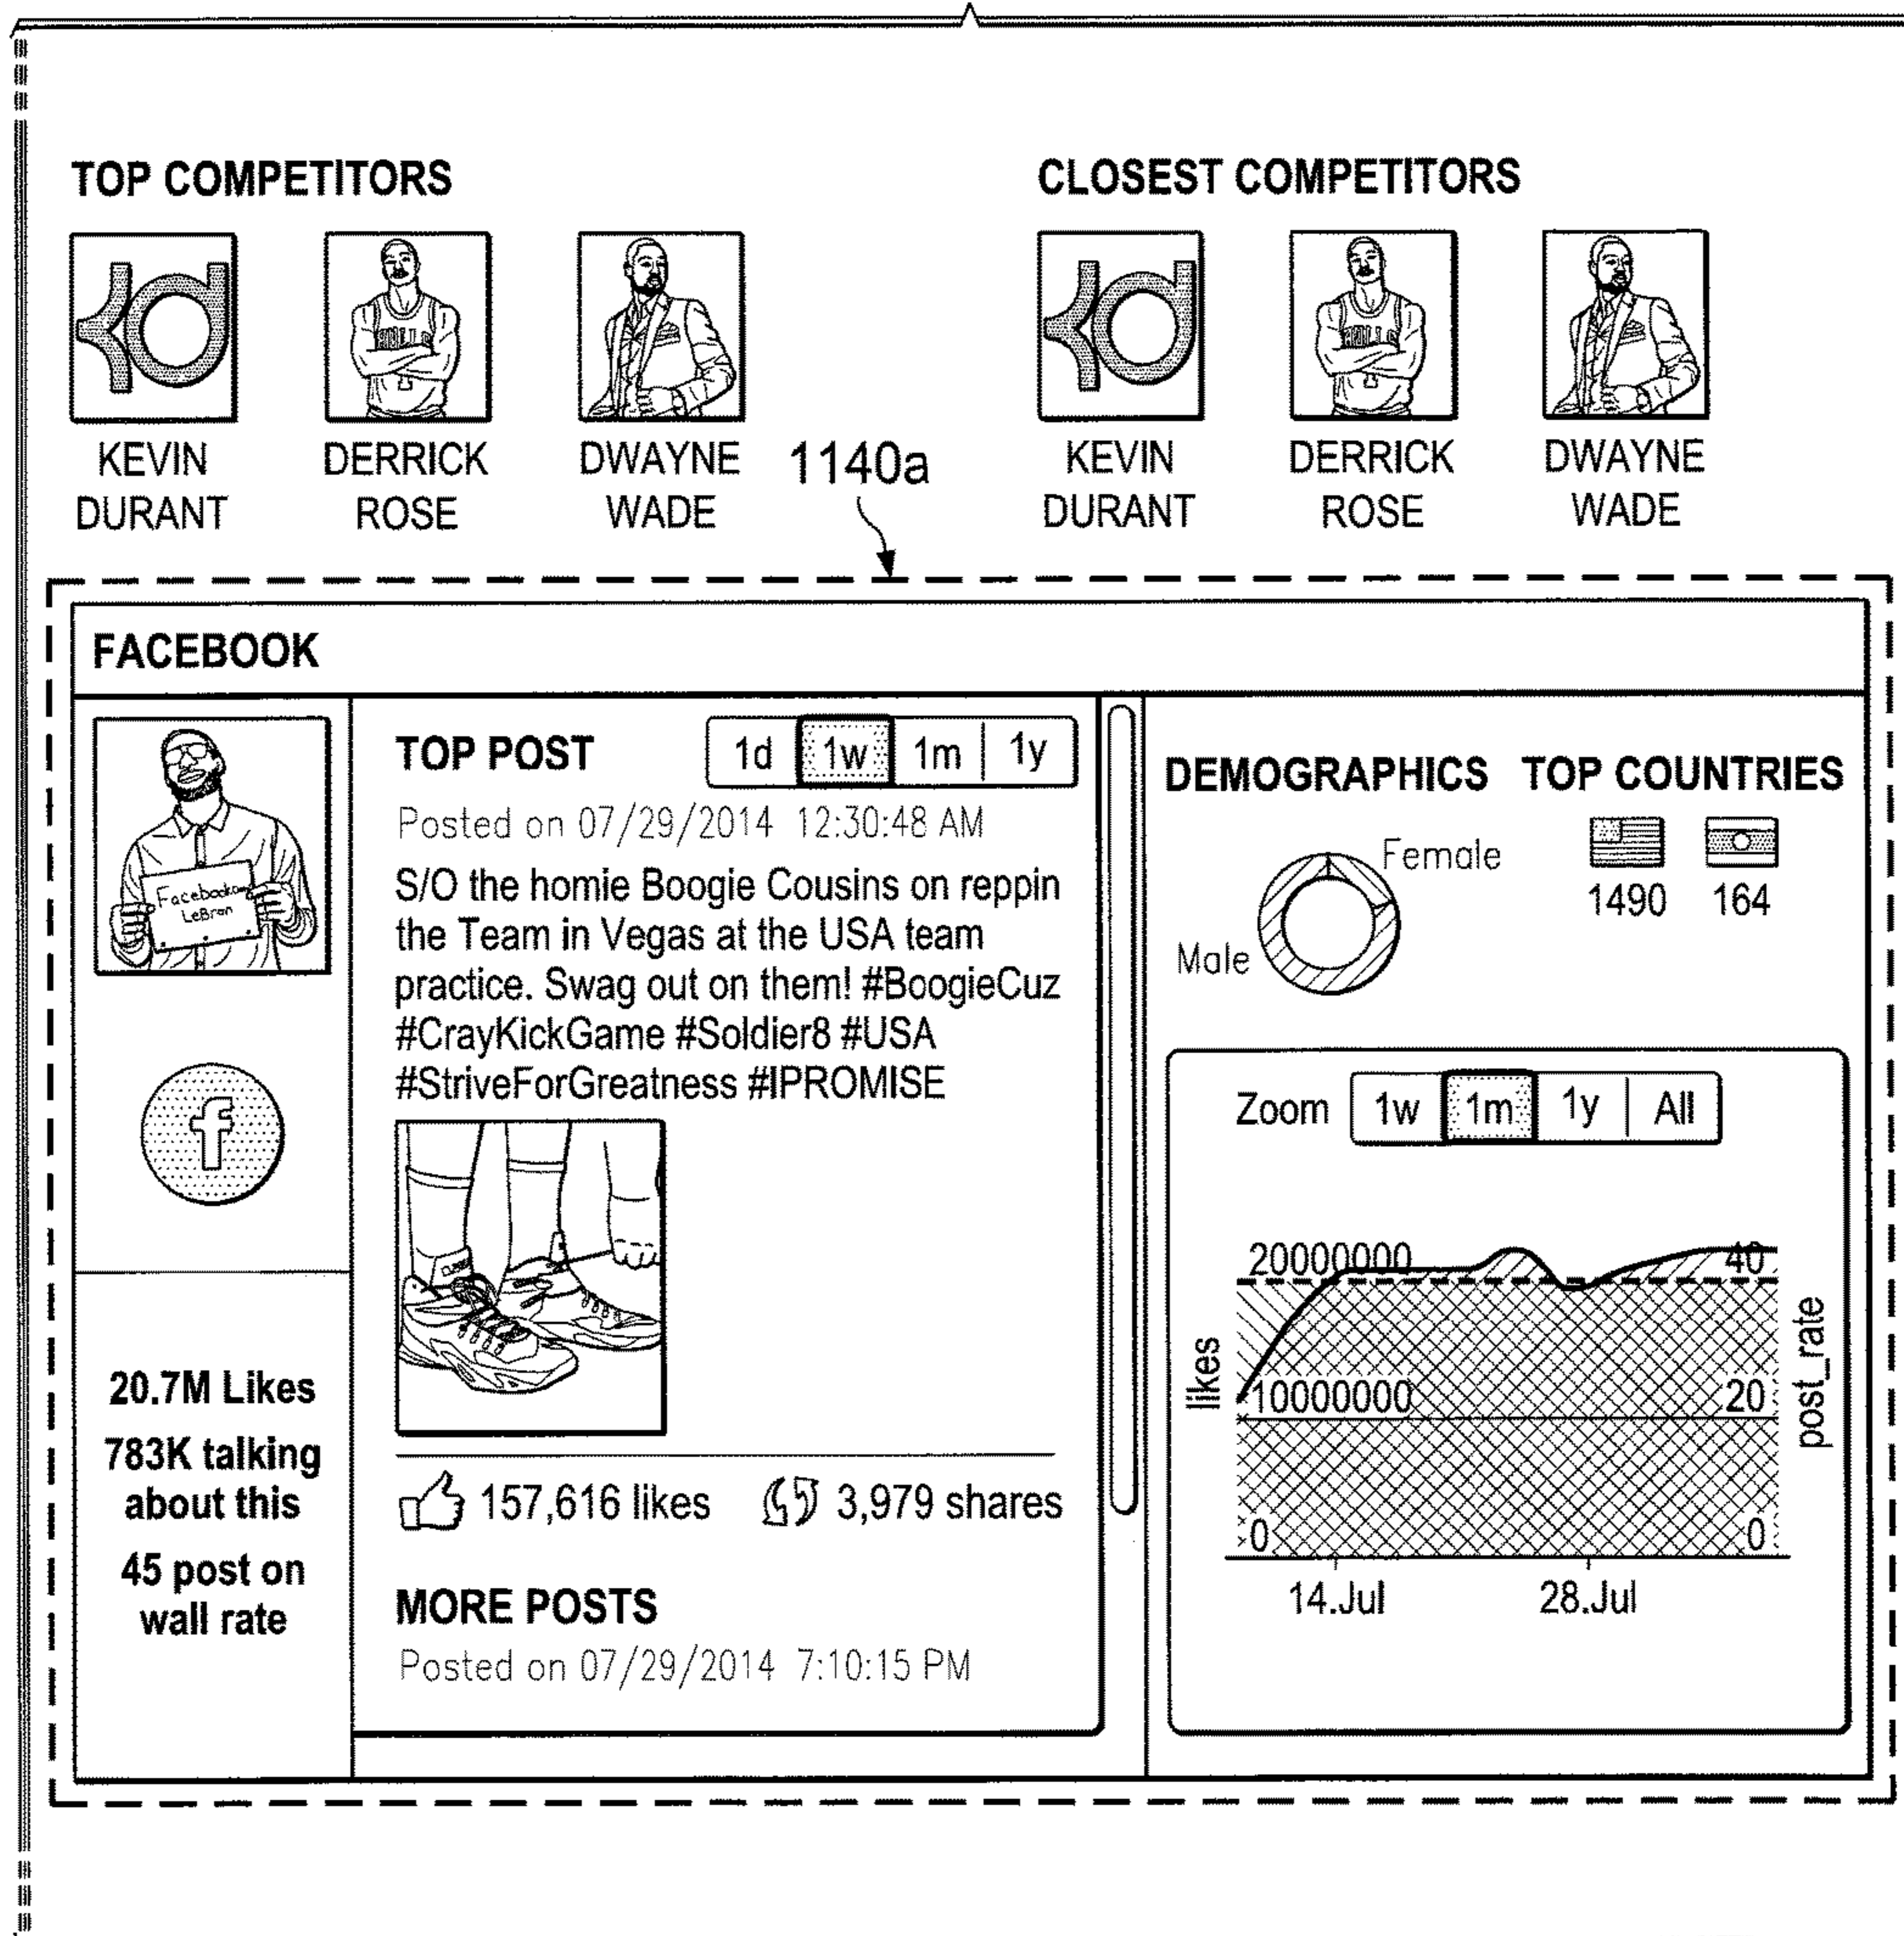 TOP COMPETITORS
KEVIN
DURANT
DERRICK
ROSE
DWAYNE
WADE
CLOSEST COMPETITORS
KEVIN
DURANT
DERRICK
ROSE
DWAYNE
WADE
1140a
FACEBOOK
Facebook.com
LeBron
f
20.7M Likes
783K talking
about this
45 post on
wall rate
TOP POST
1d 1w 1m 1y
Posted on 07/29/2014 12:30:48 AM
S/O the homie Boogie Cousins on reppin
the Team in Vegas at the USA team
practice. Swag out on them! #BoogieCuz
#CrayKickGame #Soldier8 #USA
#StriveForGreatness #IPROMISE
157,616 likes 3,979 shares
MORE POSTS
Posted on 07/29/2014 7:10:15 PM
DEMOGRAPHICS
Female
Male
TOP COUNTRIES
1490 164
Zoom 1w 1m 1y All
20000000 40
likes
10000000 20
post_rate
0 0
14.Jul 28.Jul